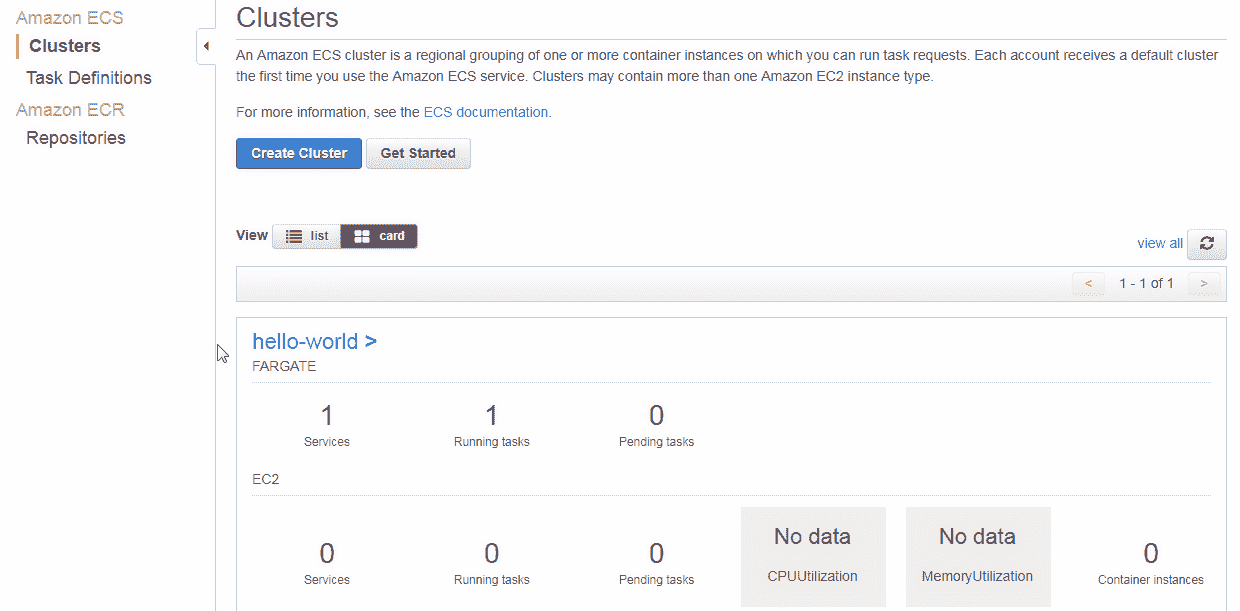 Amazon ECS
Clusters
Task Definitions
Amazon ECR
Repositories
Clusters
An Amazon ECS cluster is a regional grouping of one or more container instances on which you can run task requests. Each account receives a default cluster
the first time you use the Amazon ECS service. Clusters may contain more than one Amazon EC2 instance type.
For more information, see the ECS documentation.
Create Cluster Get Started
View list card
view all
< 1 - 1 of 1 >
hello-world >
FARGATE
1 1 0
Services Running tasks Pending tasks
EC2
No data No data
0 0 0 0
CPUUtilization MemoryUtilization
Services Running tasks Pending tasks Container instances